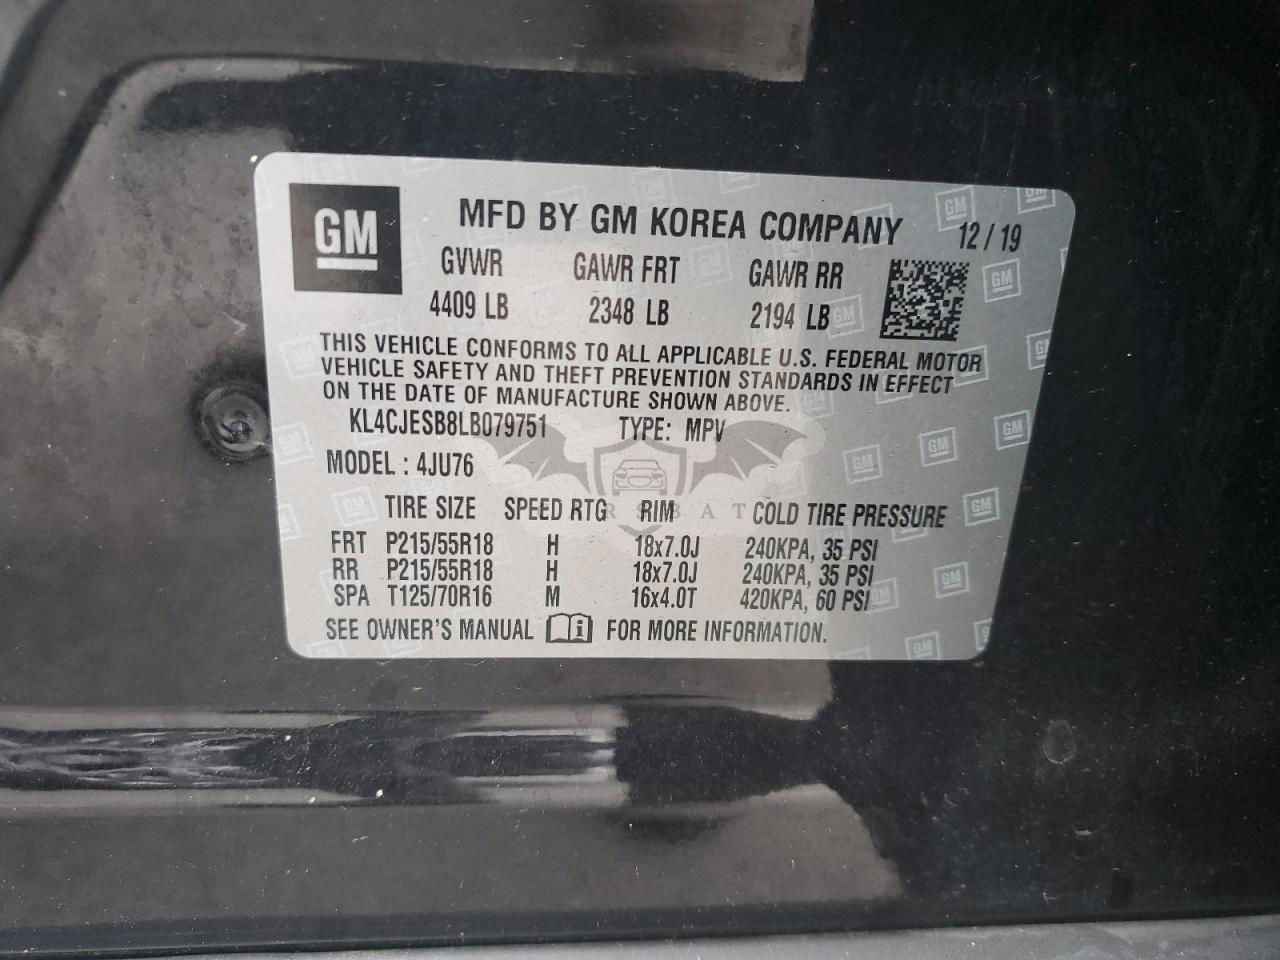 GM
MFD BY GM KOREA COMPANY 12/19
GVWR GAWR FRT GAWR RR
4409 LB 2348 LB 2194 LB
THIS VEHICLE CONFORMS TO ALL APPLICABLE U.S. FEDERAL MOTOR
VEHICLE SAFETY AND THEFT PREVENTION STANDARDS IN EFFECT
ON THE DATE OF MANUFACTURE SHOWN ABOVE.
KL4CJESB8LB079751 TYPE: MPV
MODEL: 4JU76
TIRE SIZE SPEED RTG RIM COLD TIRE PRESSURE
FRT P215/55R18 H 18x7.0J 240KPA, 35 PSI
RR P215/55R18 H 18x7.0J 240KPA, 35 PSI
SPA T125/70R16 M 16x4.0T 420KPA, 60 PSI
SEE OWNER'S MANUAL FOR MORE INFORMATION.